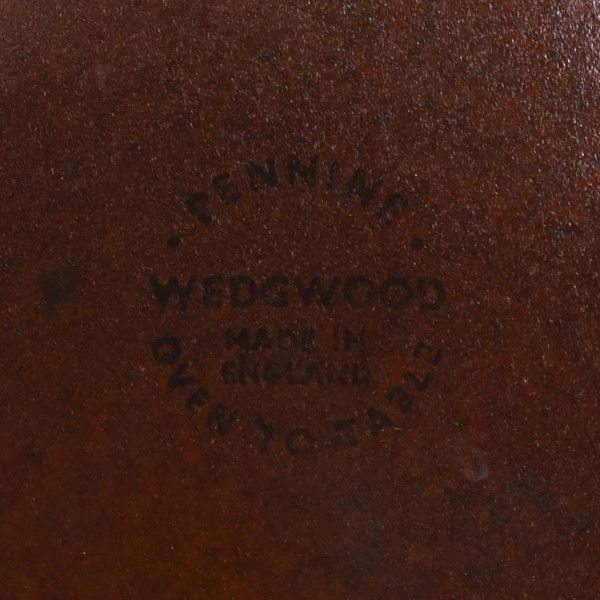 · PENNINE ·
WEDGWOOD
MADE IN
ENGLAND
OVEN TO TABLE